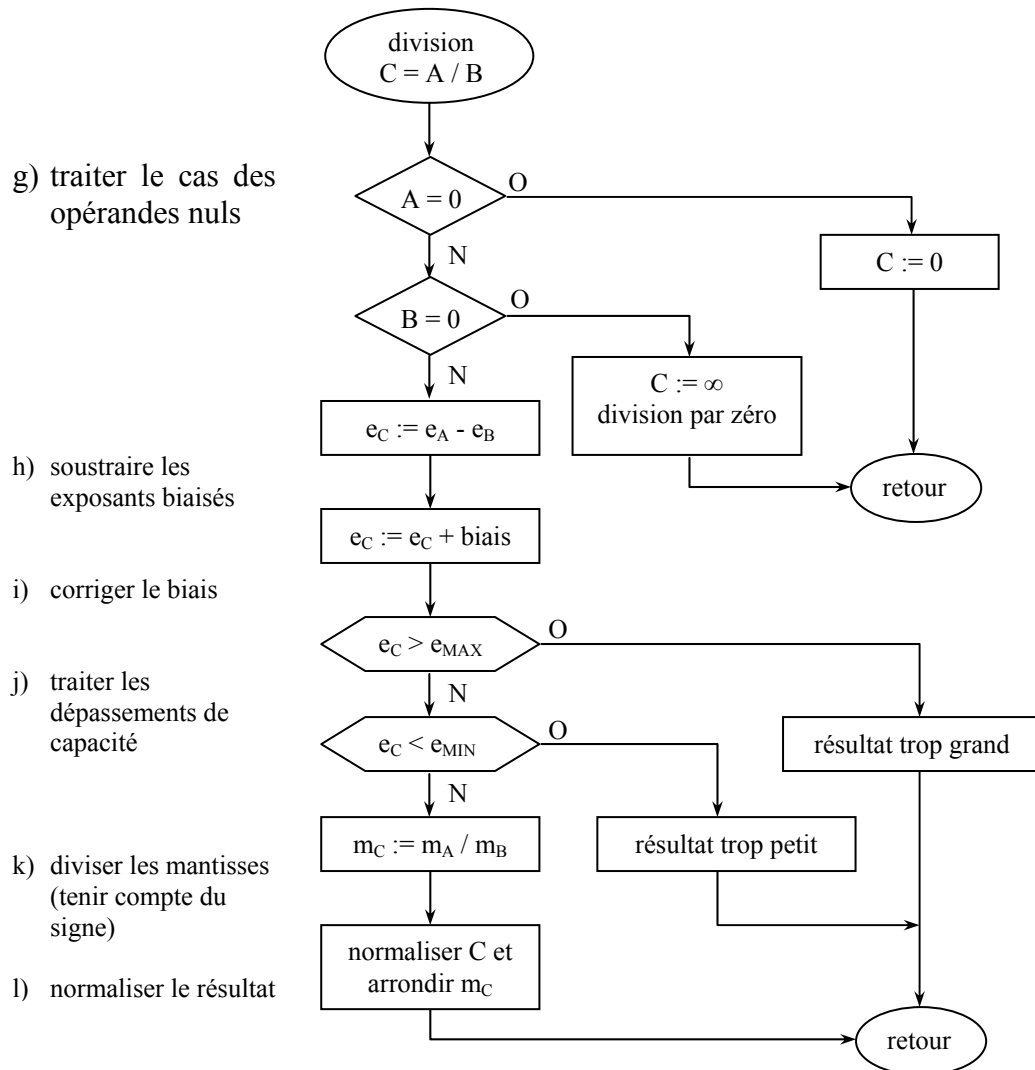 division
C = A / B
g) traiter le cas des
opérandes nuls
A = 0
O
N
C := 0
B = 0
O
N
C := ∞
division par zéro
e_C := e_A - e_B
h) soustraire les
exposants biaisés
retour
e_C := e_C + biais
i) corriger le biais
e_C > e_MAX
O
N
j) traiter les
dépassements de
capacité
e_C < e_MIN
O
N
résultat trop grand
m_C := m_A / m_B
résultat trop petit
k) diviser les mantisses
(tenir compte du
signe)
normaliser C et
arrondir m_C
l) normaliser le résultat
retour